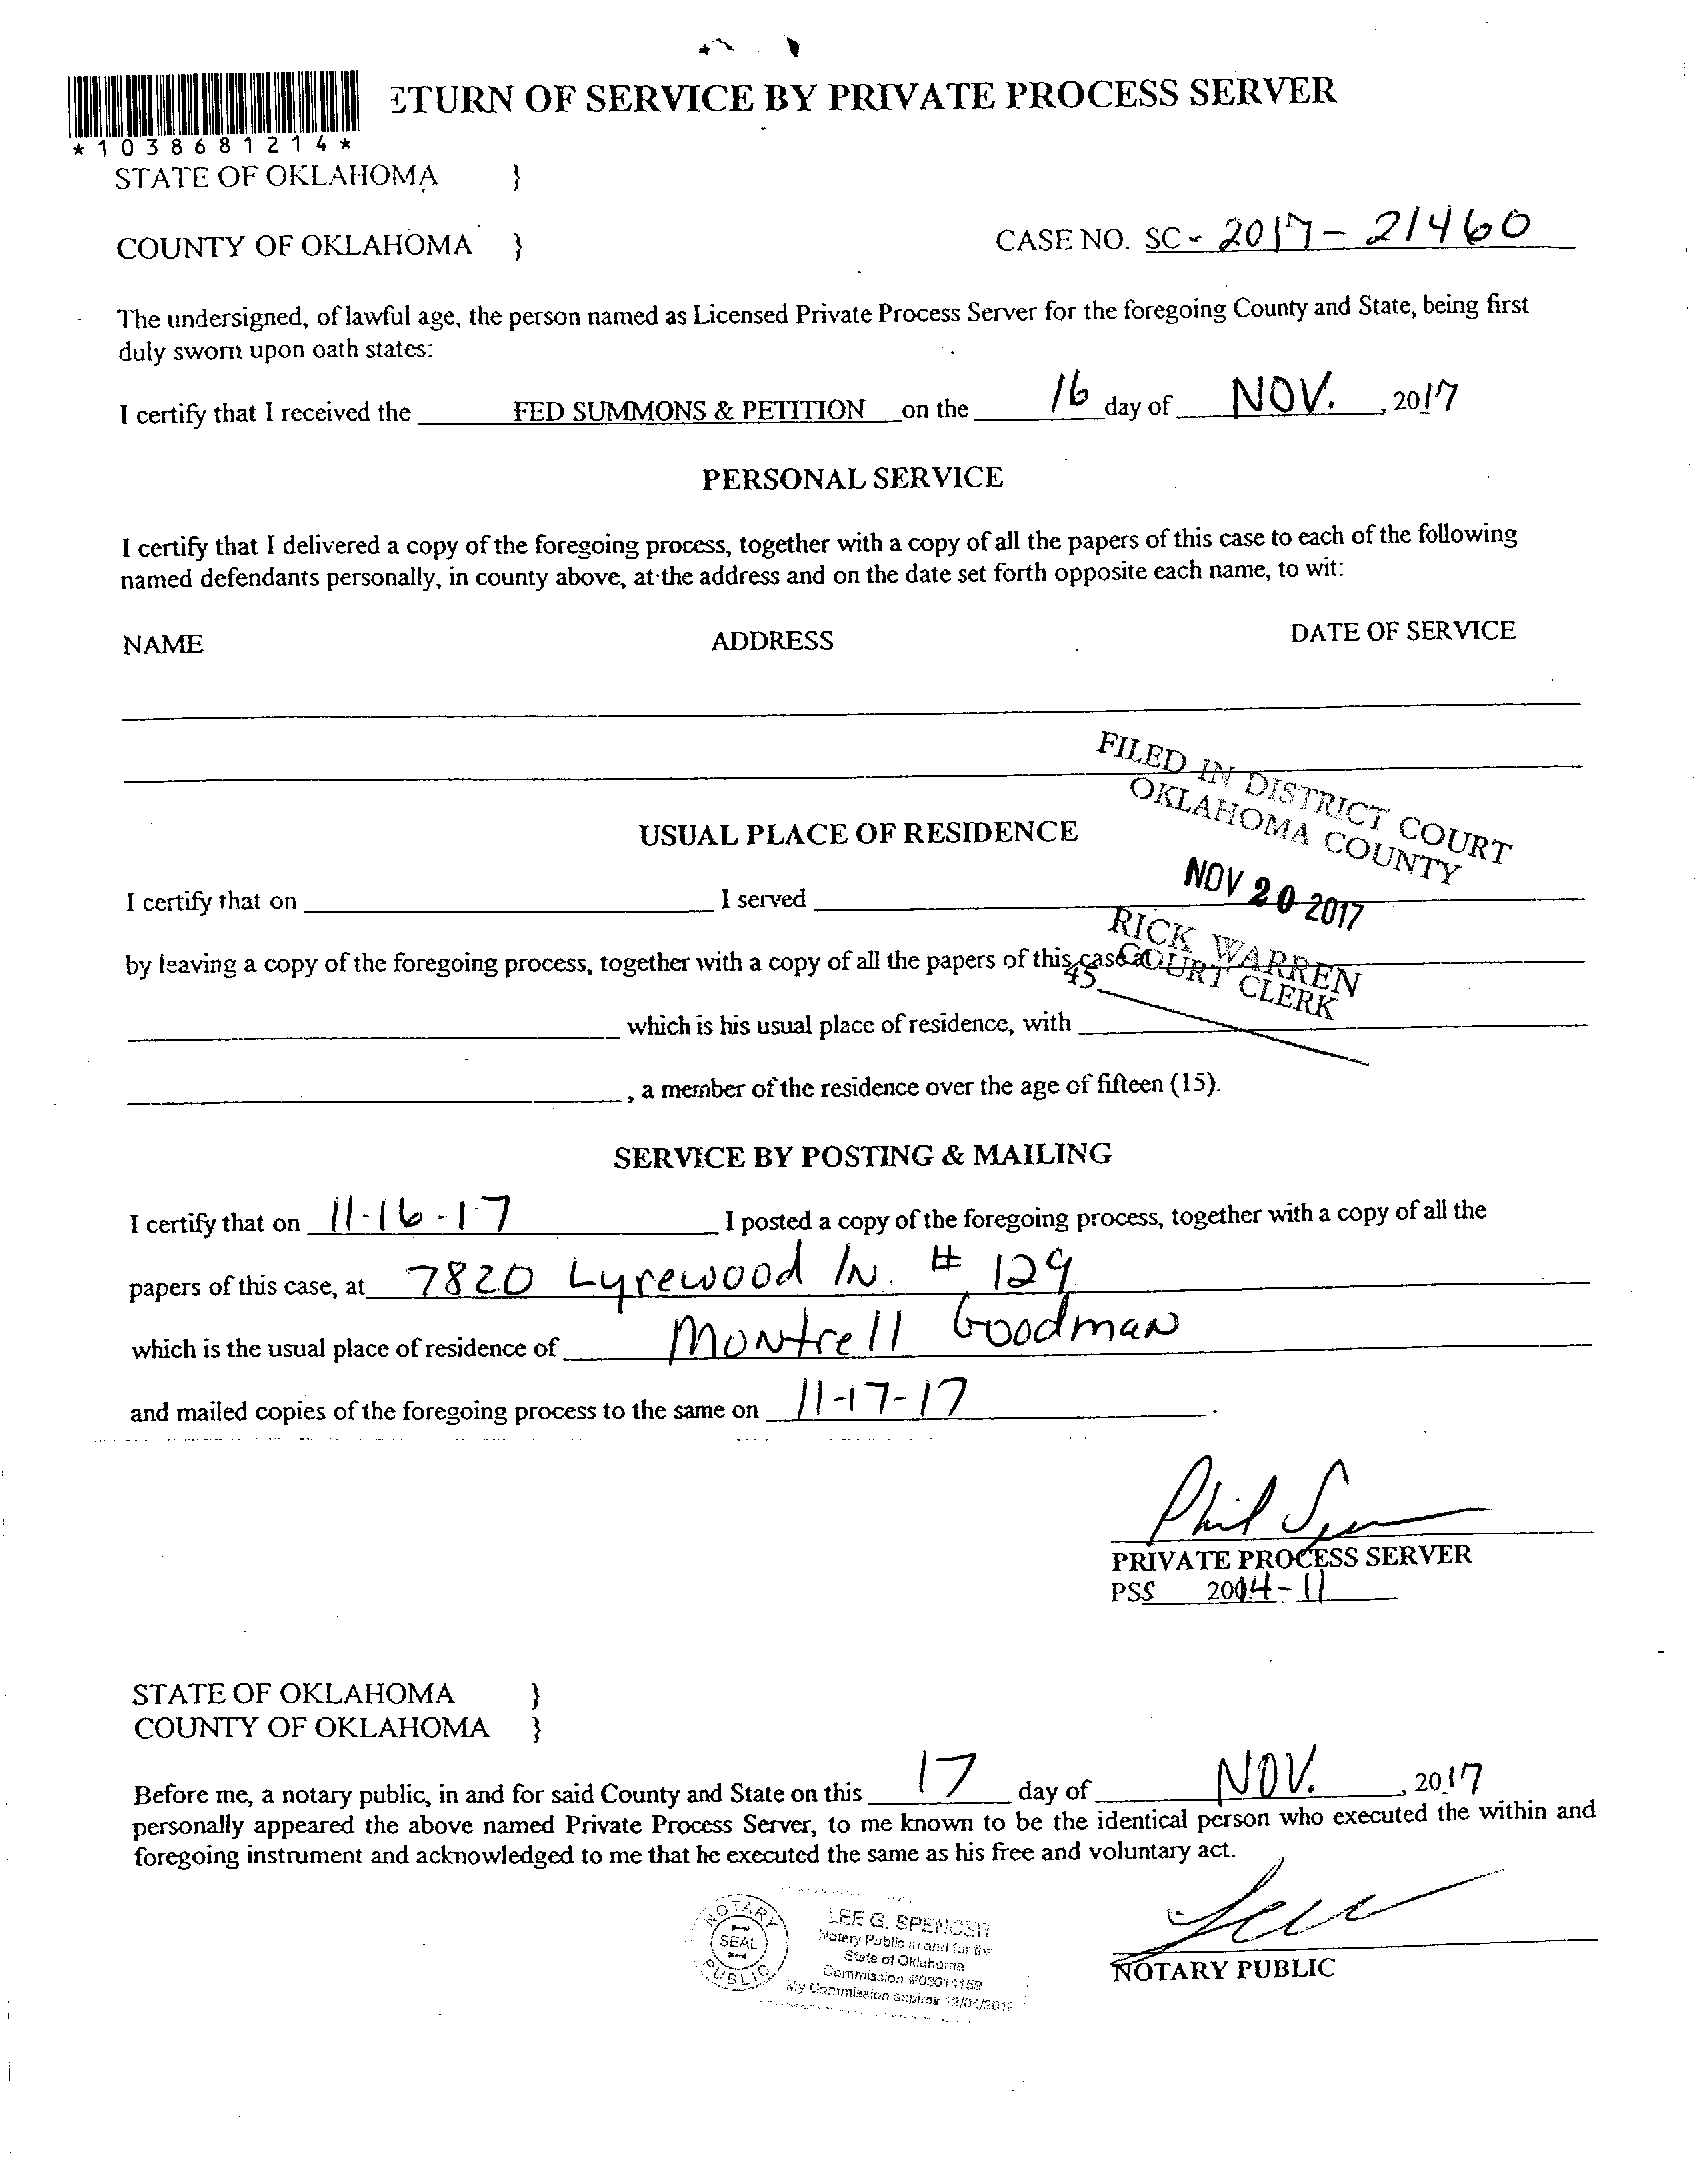 ETURN OF SERVICE BY PRIVATE PROCESS SERVER
*1038681214*
STATE OF OKLAHOMA }
COUNTY OF OKLAHOMA } CASE NO. SC - 2017 - 21460
The undersigned, of lawful age, the person named as Licensed Private Process Server for the foregoing County and State, being first
duly sworn upon oath states:
I certify that I received the FED SUMMONS & PETITION on the 16 day of NOV. , 2017
PERSONAL SERVICE
I certify that I delivered a copy of the foregoing process, together with a copy of all the papers of this case to each of the following
named defendants personally, in county above, at the address and on the date set forth opposite each name, to wit:
NAME ADDRESS DATE OF SERVICE
FILED IN DISTRICT COURT
OKLAHOMA COUNTY
USUAL PLACE OF RESIDENCE
NOV 20 2017
I certify that on I served
RICK WARREN
COURT CLERK
by leaving a copy of the foregoing process, together with a copy of all the papers of this case at
45
which is his usual place of residence, with
, a member of the residence over the age of fifteen (15).
SERVICE BY POSTING & MAILING
I certify that on 11-16-17 I posted a copy of the foregoing process, together with a copy of all the
papers of this case, at 7820 Lyrewood ln. # 129
which is the usual place of residence of Montrell Goodman
and mailed copies of the foregoing process to the same on 11-17-17 .
Phil
PRIVATE PROCESS SERVER
PSS 2014-11
STATE OF OKLAHOMA }
COUNTY OF OKLAHOMA }
Before me, a notary public, in and for said County and State on this 17 day of NOV. , 2017
personally appeared the above named Private Process Server, to me known to be the identical person who executed the within and
foregoing instrument and acknowledged to me that he executed the same as his free and voluntary act.
NOTARY PUBLIC
SEAL
LEE G. SPENCER
Notary Public in and for the
State of Oklahoma
Commission
My Commission expires
NOTARY PUBLIC